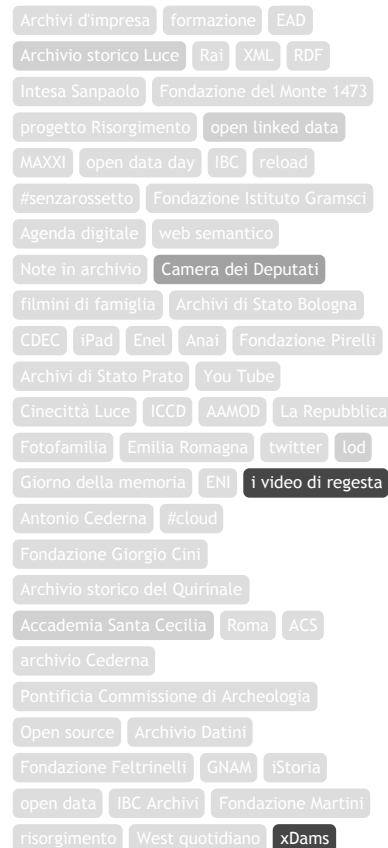 Archivi d'impresa formazione EAD
Archivio storico Luce Rai XML RDF
Intesa Sanpaolo Fondazione del Monte 1473
progetto Risorgimento open linked data
MAXXI open data day IBC reload
#senzarossetto Fondazione Istituto Gramsci
Agenda digitale web semantico
Note in archivio Camera dei Deputati
filmini di famiglia Archivi di Stato Bologna
CDEC iPad Enel Anai Fondazione Pirelli
Archivi di Stato Prato You Tube
Cinecittà Luce ICCD AAMOD La Repubblica
Fotofamilia Emilia Romagna twitter lod
Giorno della memoria ENI i video di regesta
Antonio Cederna #cloud
Fondazione Giorgio Cini
Archivio storico del Quirinale
Accademia Santa Cecilia Roma ACS
archivio Cederna
Pontificia Commissione di Archeologia
Open source Archivio Datini
Fondazione Feltrinelli GNAM iStoria
open data IBC Archivi Fondazione Martini
risorgimento West quotidiano xDams